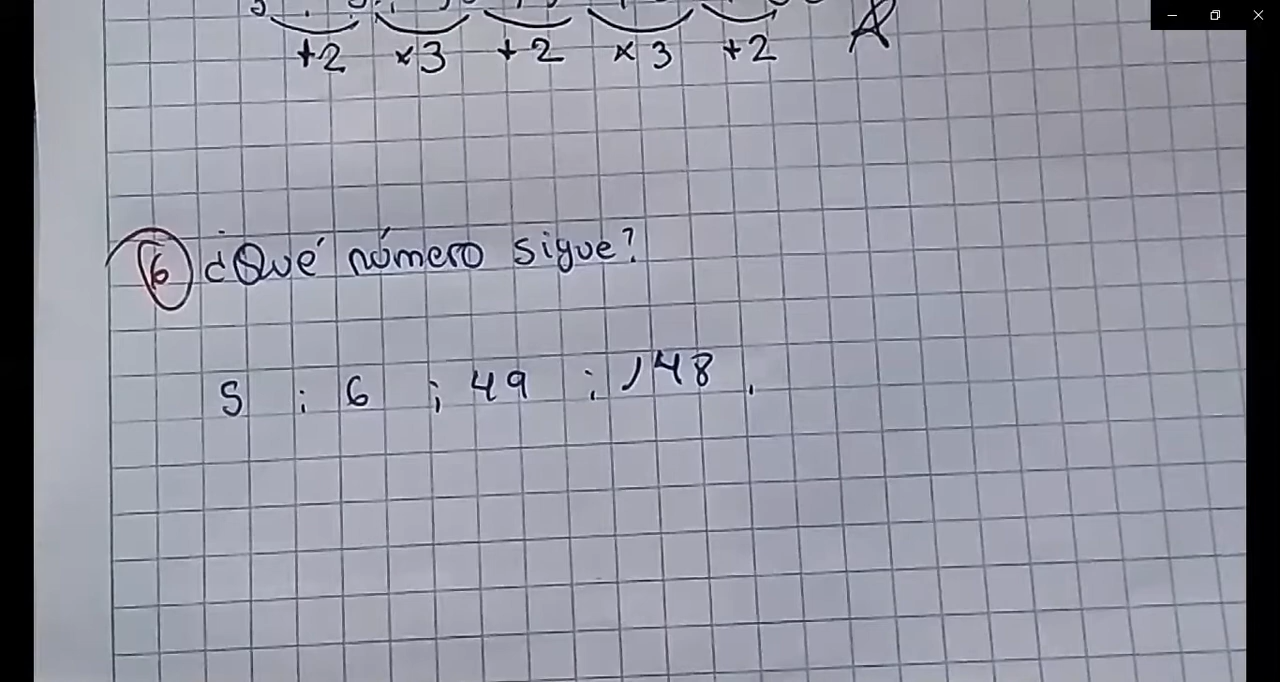 +2 ×3 +2 ×3 +2
6 ¿Qué número sigue?
5 ; 6 ; 49 ; 148 .